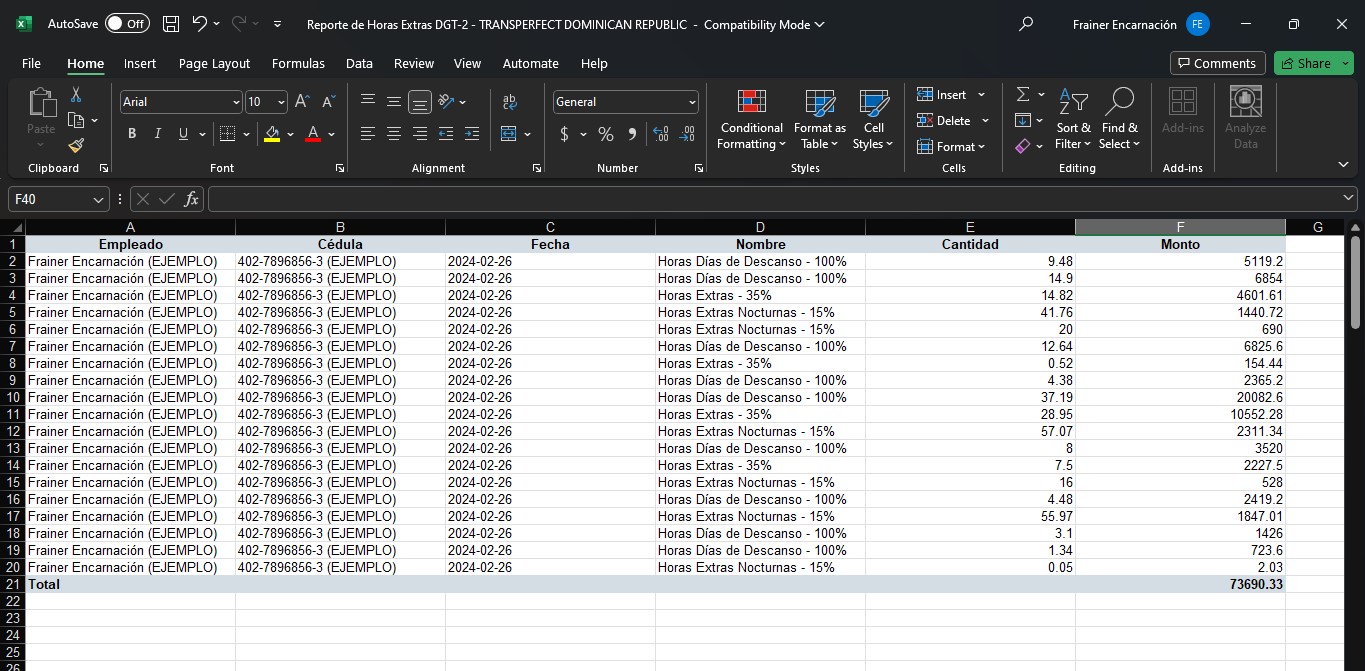 AutoSave Off Reporte de Horas Extras DGT-2 - TRANSPERFECT DOMINICAN REPUBLIC - Compatibility Mode Frainer Encarnación FE
File Home Insert Page Layout Formulas Data Review View Automate Help Comments Share
Paste Arial 10 General Conditional Formatting Format as Table Cell Styles Insert Delete Format Sort & Filter Find & Select Add-ins Analyze Data
Clipboard Font Alignment Number Styles Cells Editing Add-ins
F40 fx
A B C D E F G
1 Empleado Cédula Fecha Nombre Cantidad Monto
2 Frainer Encarnación (EJEMPLO) 402-7896856-3 (EJEMPLO) 2024-02-26 Horas Días de Descanso - 100% 9.48 5119.2
3 Frainer Encarnación (EJEMPLO) 402-7896856-3 (EJEMPLO) 2024-02-26 Horas Días de Descanso - 100% 14.9 6854
4 Frainer Encarnación (EJEMPLO) 402-7896856-3 (EJEMPLO) 2024-02-26 Horas Extras - 35% 14.82 4601.61
5 Frainer Encarnación (EJEMPLO) 402-7896856-3 (EJEMPLO) 2024-02-26 Horas Extras Nocturnas - 15% 41.76 1440.72
6 Frainer Encarnación (EJEMPLO) 402-7896856-3 (EJEMPLO) 2024-02-26 Horas Extras Nocturnas - 15% 20 690
7 Frainer Encarnación (EJEMPLO) 402-7896856-3 (EJEMPLO) 2024-02-26 Horas Días de Descanso - 100% 12.64 6825.6
8 Frainer Encarnación (EJEMPLO) 402-7896856-3 (EJEMPLO) 2024-02-26 Horas Extras - 35% 0.52 154.44
9 Frainer Encarnación (EJEMPLO) 402-7896856-3 (EJEMPLO) 2024-02-26 Horas Días de Descanso - 100% 4.38 2365.2
10 Frainer Encarnación (EJEMPLO) 402-7896856-3 (EJEMPLO) 2024-02-26 Horas Días de Descanso - 100% 37.19 20082.6
11 Frainer Encarnación (EJEMPLO) 402-7896856-3 (EJEMPLO) 2024-02-26 Horas Extras - 35% 28.95 10552.28
12 Frainer Encarnación (EJEMPLO) 402-7896856-3 (EJEMPLO) 2024-02-26 Horas Extras Nocturnas - 15% 57.07 2311.34
13 Frainer Encarnación (EJEMPLO) 402-7896856-3 (EJEMPLO) 2024-02-26 Horas Días de Descanso - 100% 8 3520
14 Frainer Encarnación (EJEMPLO) 402-7896856-3 (EJEMPLO) 2024-02-26 Horas Extras - 35% 7.5 2227.5
15 Frainer Encarnación (EJEMPLO) 402-7896856-3 (EJEMPLO) 2024-02-26 Horas Extras Nocturnas - 15% 16 528
16 Frainer Encarnación (EJEMPLO) 402-7896856-3 (EJEMPLO) 2024-02-26 Horas Días de Descanso - 100% 4.48 2419.2
17 Frainer Encarnación (EJEMPLO) 402-7896856-3 (EJEMPLO) 2024-02-26 Horas Extras Nocturnas - 15% 55.97 1847.01
18 Frainer Encarnación (EJEMPLO) 402-7896856-3 (EJEMPLO) 2024-02-26 Horas Días de Descanso - 100% 3.1 1426
19 Frainer Encarnación (EJEMPLO) 402-7896856-3 (EJEMPLO) 2024-02-26 Horas Días de Descanso - 100% 1.34 723.6
20 Frainer Encarnación (EJEMPLO) 402-7896856-3 (EJEMPLO) 2024-02-26 Horas Extras Nocturnas - 15% 0.05 2.03
21 Total 73690.33
22
23
24
25
26